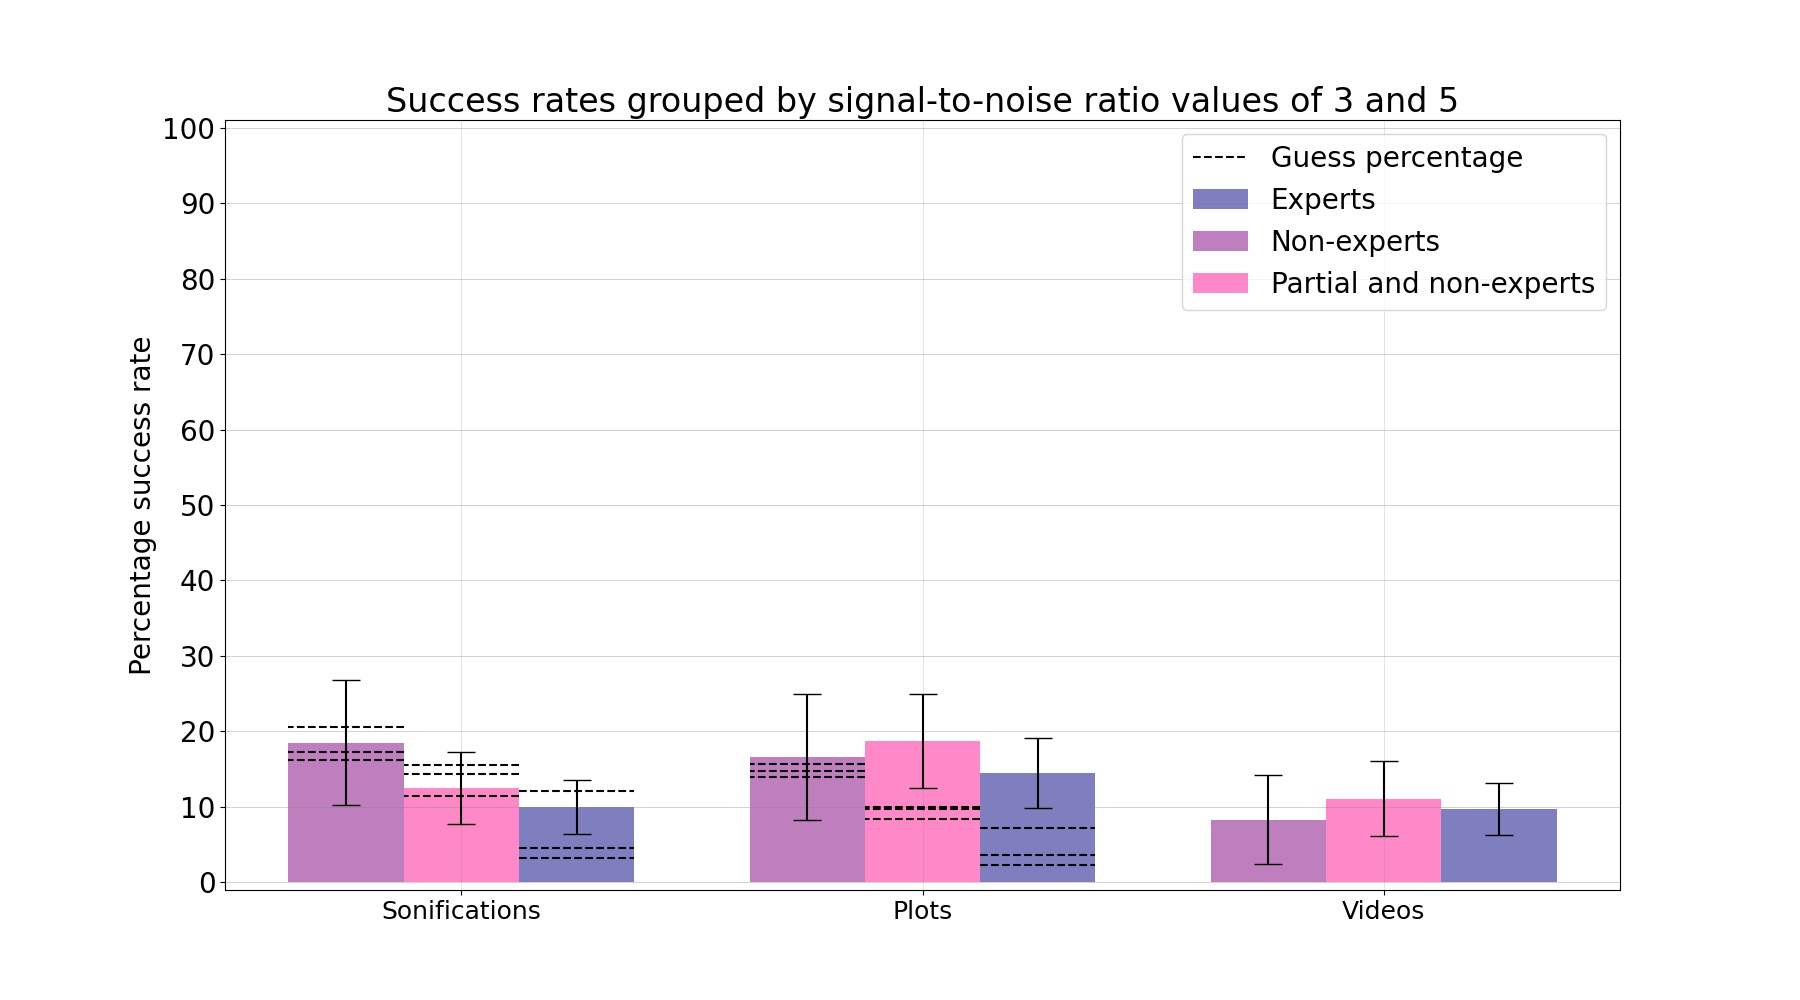 Success rates grouped by signal-to-noise ratio values of 3 and 5
Guess percentage
Experts
Non-experts
Partial and non-experts
Percentage success rate
100
90
80
70
60
50
40
30
20
10
0
Sonifications
Plots
Videos